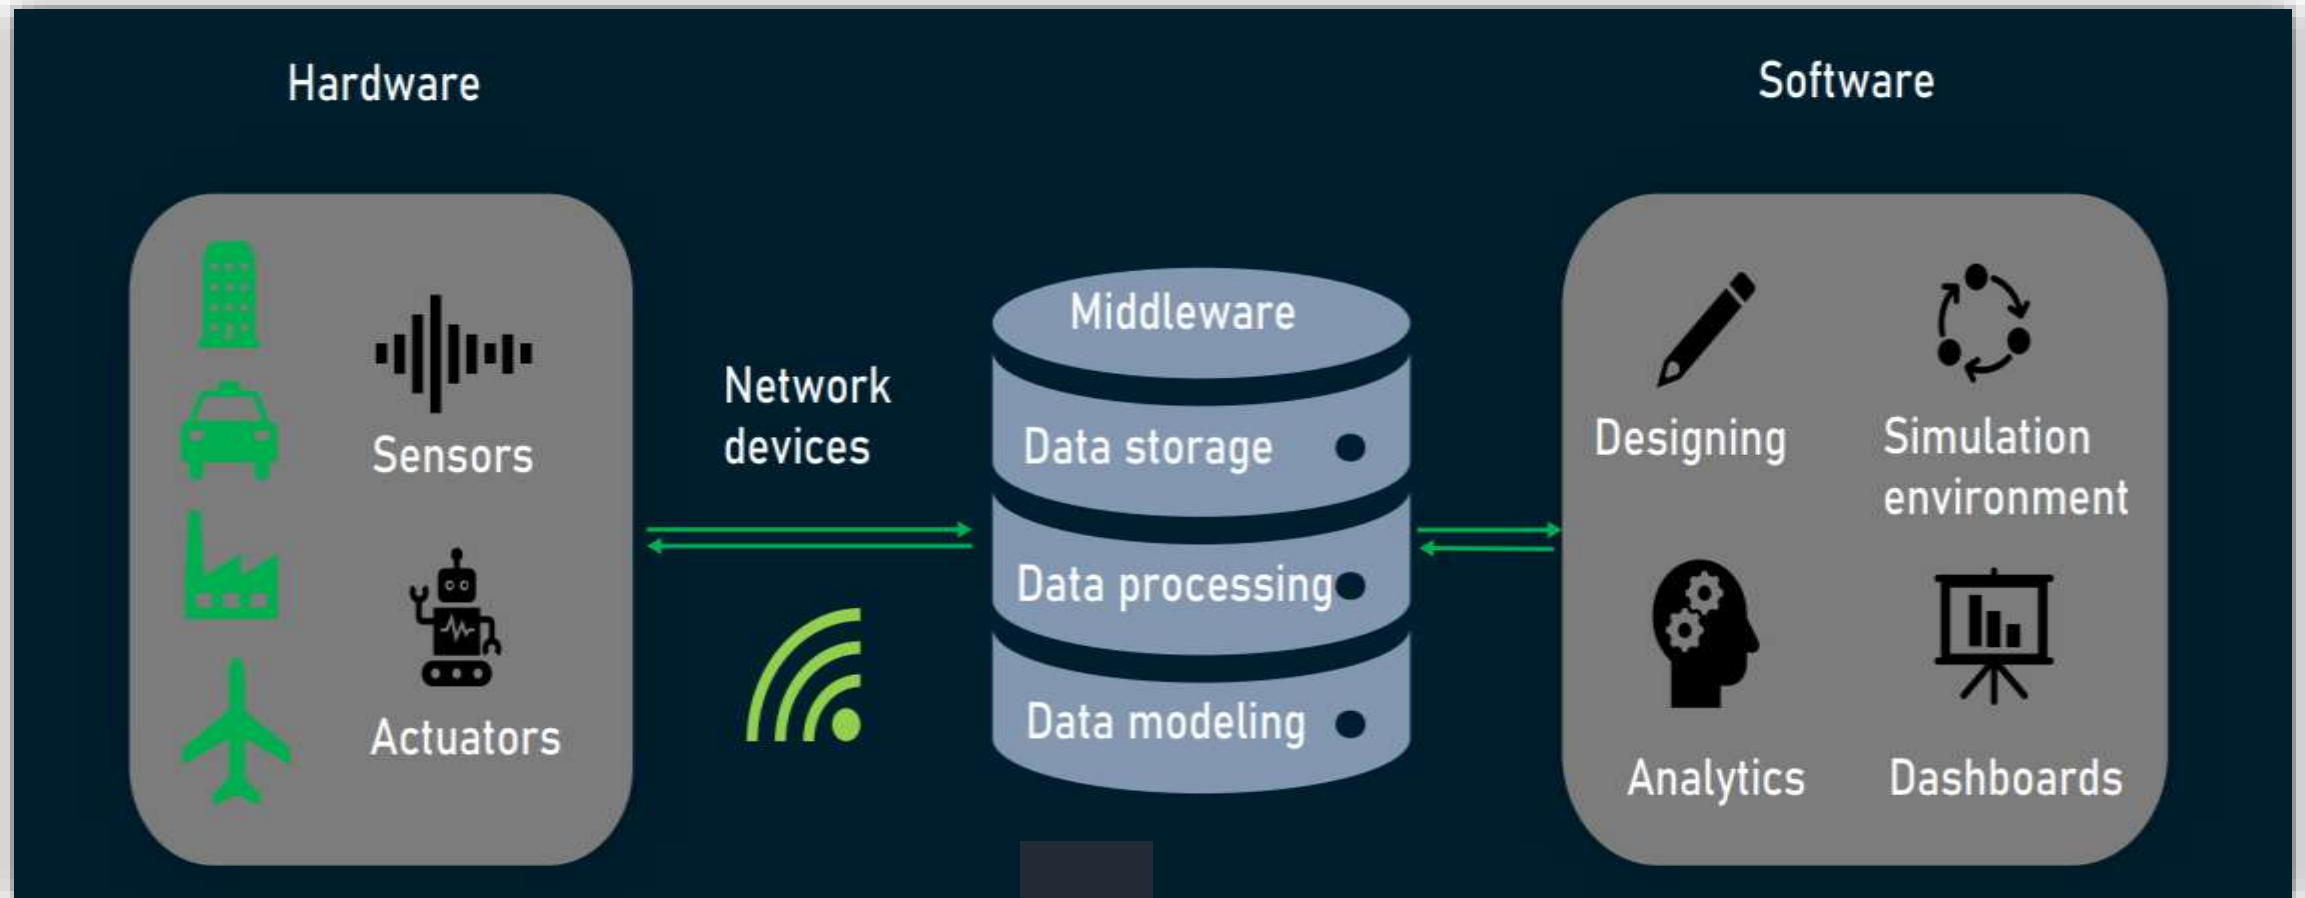 Hardware
Software
Sensors
Actuators
Network
devices
Middleware
Data storage
Data processing
Data modeling
Designing
Simulation
environment
Analytics
Dashboards